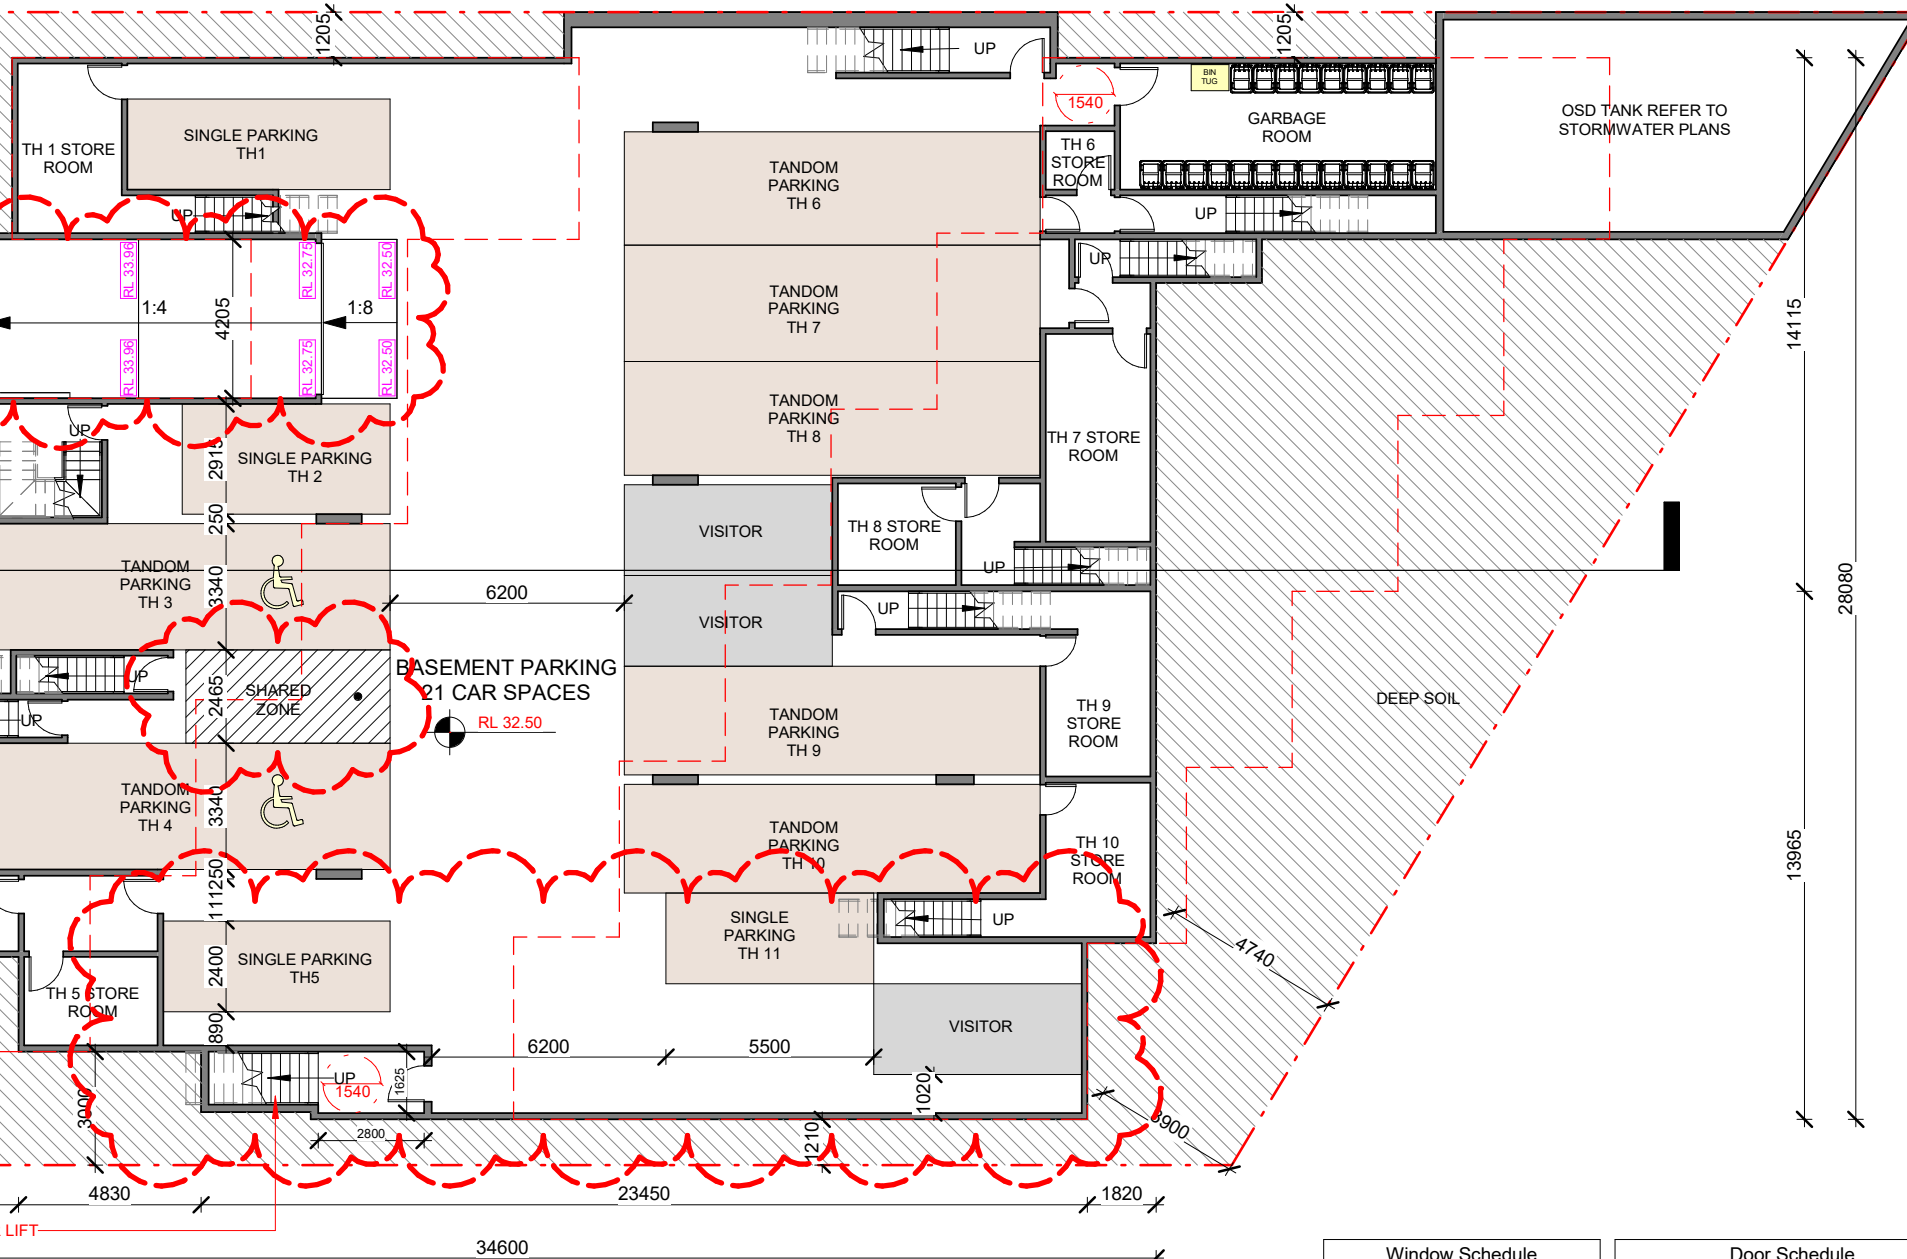 1205
1205
UP
BIN
TUG
1540
GARBAGE
ROOM
OSD TANK REFER TO
STORMWATER PLANS
SINGLE PARKING
TH1
TH 1 STORE
ROOM
TANDOM
PARKING
TH 6
TH 6
STORE
ROOM
UP
UP
UP
RL 33.96
RL 32.75
RL 32.50
1:4
1:8
4205
RL 33.96
RL 32.75
RL 32.50
TANDOM
PARKING
TH 7
14115
TANDOM
PARKING
TH 8
TH 7 STORE
ROOM
UP
2915
SINGLE PARKING
TH 2
250
VISITOR
TH 8 STORE
ROOM
UP
TANDOM
PARKING
TH 3
3340
6200
28080
VISITOR
UP
BASEMENT PARKING
21 CAR SPACES
RL 32.50
UP
UP
2465
SHARED
ZONE
DEEP SOIL
TANDOM
PARKING
TH 9
TH 9
STORE
ROOM
TANDOM
PARKING
TH 4
3340
TANDOM
PARKING
TH 10
TH 10
STORE
ROOM
13965
1111250
SINGLE
PARKING
TH 11
UP
4740
2400
SINGLE PARKING
TH5
TH 5 STORE
ROOM
VISITOR
890
6200
5500
UP
1540
1625
1020
3000
2800
1210
3900
4830
23450
1820
LIFT
34600
Window Schedule
Door Schedule